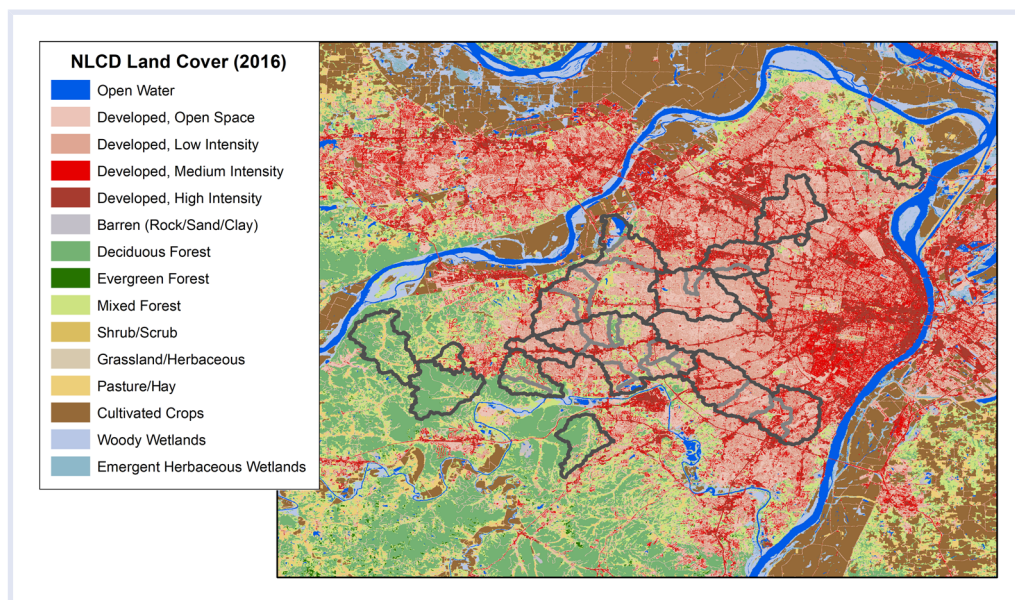 NLCD Land Cover (2016)
Open Water
Developed, Open Space
Developed, Low Intensity
Developed, Medium Intensity
Developed, High Intensity
Barren (Rock/Sand/Clay)
Deciduous Forest
Evergreen Forest
Mixed Forest
Shrub/Scrub
Grassland/Herbaceous
Pasture/Hay
Cultivated Crops
Woody Wetlands
Emergent Herbaceous Wetlands